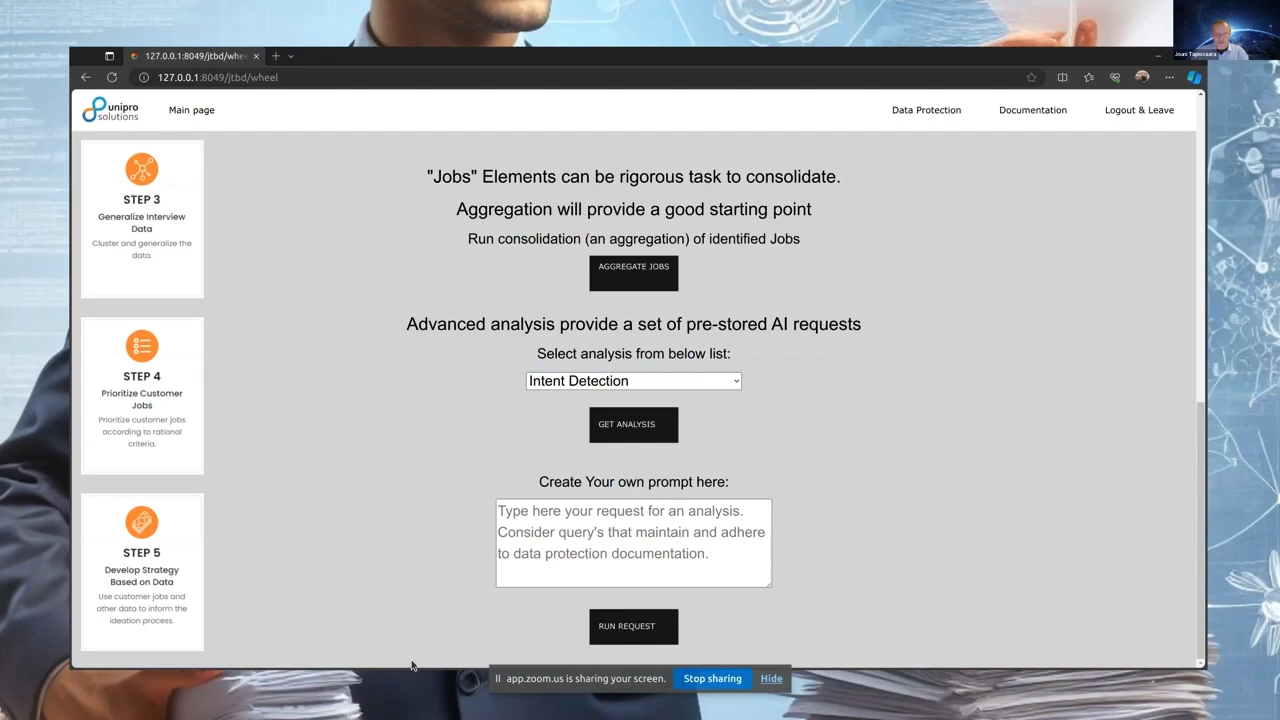 Jouni Tapiovaara
127.0.0.1:8049/jtbd/whe
127.0.0.1:8049/jtbd/wheel
unipro
solutions
Main page
Data Protection
Documentation
Logout & Leave
STEP 3
Generalize Interview
Data
Cluster and generalize the
data.
STEP 4
Prioritize Customer
Jobs
Prioritize customer jobs
according to rational
criteria.
STEP 5
Develop Strategy
Based on Data
Use customer jobs and
other data to inform the
ideation process.
"Jobs" Elements can be rigorous task to consolidate.
Aggregation will provide a good starting point
Run consolidation (an aggregation) of identified Jobs
AGGREGATE JOBS
Advanced analysis provide a set of pre-stored AI requests
Select analysis from below list:
Intent Detection
GET ANALYSIS
Create Your own prompt here:
Type here your request for an analysis.
Consider query's that maintain and adhere
to data protection documentation.
RUN REQUEST
app.zoom.us is sharing your screen.
Stop sharing
Hide